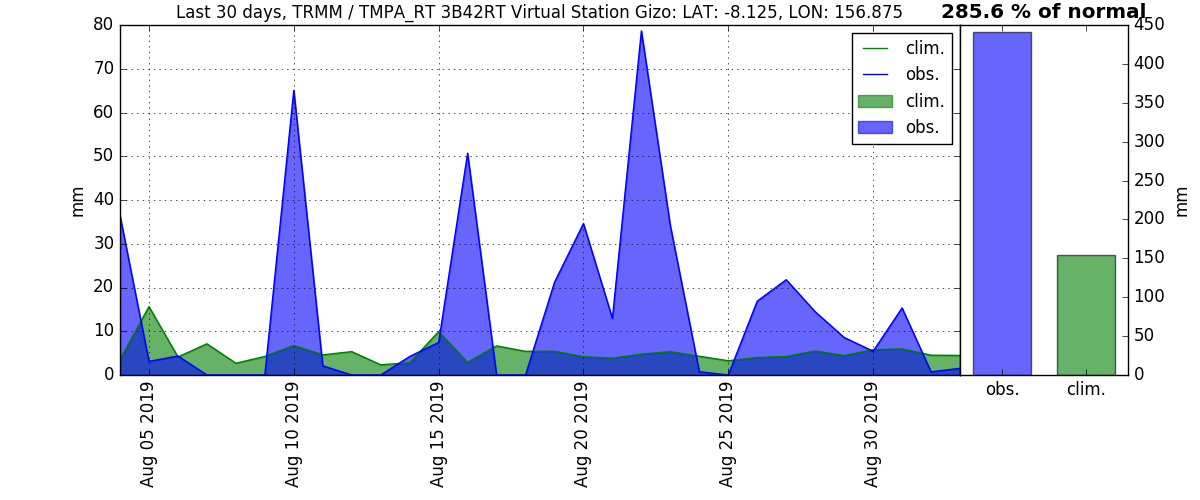 Last 30 days, TRMM / TMPA_RT 3B42RT Virtual Station Gizo: LAT: -8.125, LON: 156.875
285.6 % of normal
80
70
60
50
40
30
20
10
0
mm
clim.
obs.
clim.
obs.
Aug 05 2019
Aug 10 2019
Aug 15 2019
Aug 20 2019
Aug 25 2019
Aug 30 2019
450
400
350
300
250
200
150
100
50
0
mm
obs.
clim.